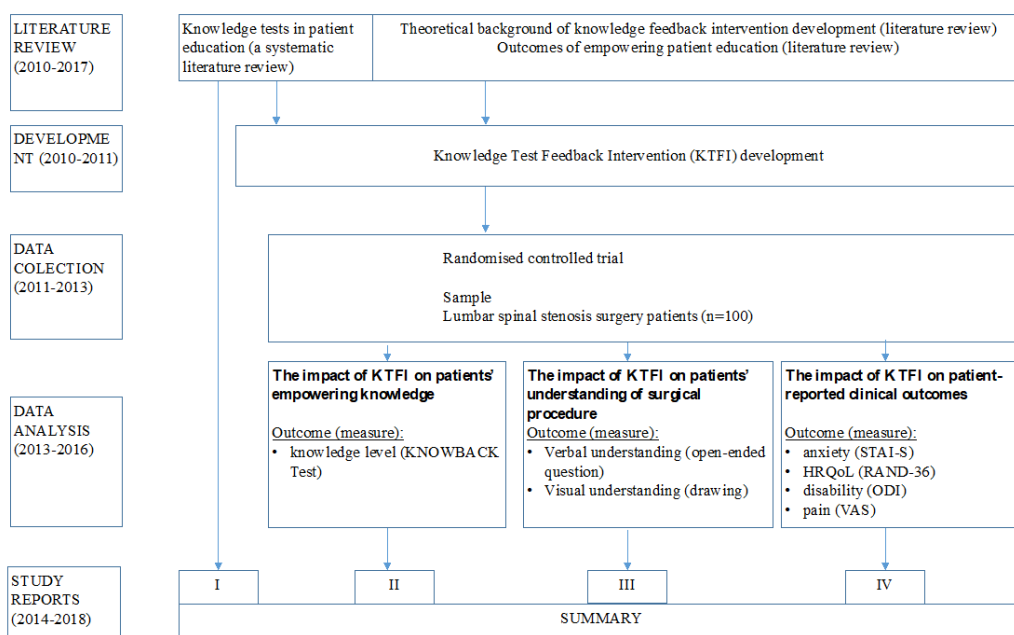 LITERATURE
REVIEW
(2010-2017)
Knowledge tests in patient
education (a systematic
literature review)
Theoretical background of knowledge feedback intervention development (literature review)
Outcomes of empowering patient education (literature review)
DEVELOPME
NT (2010-2011)
Knowledge Test Feedback Intervention (KTFI) development
DATA
COLECTION
(2011-2013)
Randomised controlled trial
Sample
Lumbar spinal stenosis surgery patients (n=100)
DATA
ANALYSIS
(2013-2016)
The impact of KTFI on patients'
empowering knowledge
Outcome (measure):
• knowledge level (KNOWBACK
Test)
The impact of KTFI on patients'
understanding of surgical
procedure
Outcome (measure):
• Verbal understanding (open-ended
question)
• Visual understanding (drawing)
The impact of KTFI on patient-
reported clinical outcomes
Outcome (measure):
• anxiety (STAI-S)
• HRQoL (RAND-36)
• disability (ODI)
• pain (VAS)
STUDY
REPORTS
(2014-2018)
I
II
III
IV
SUMMARY